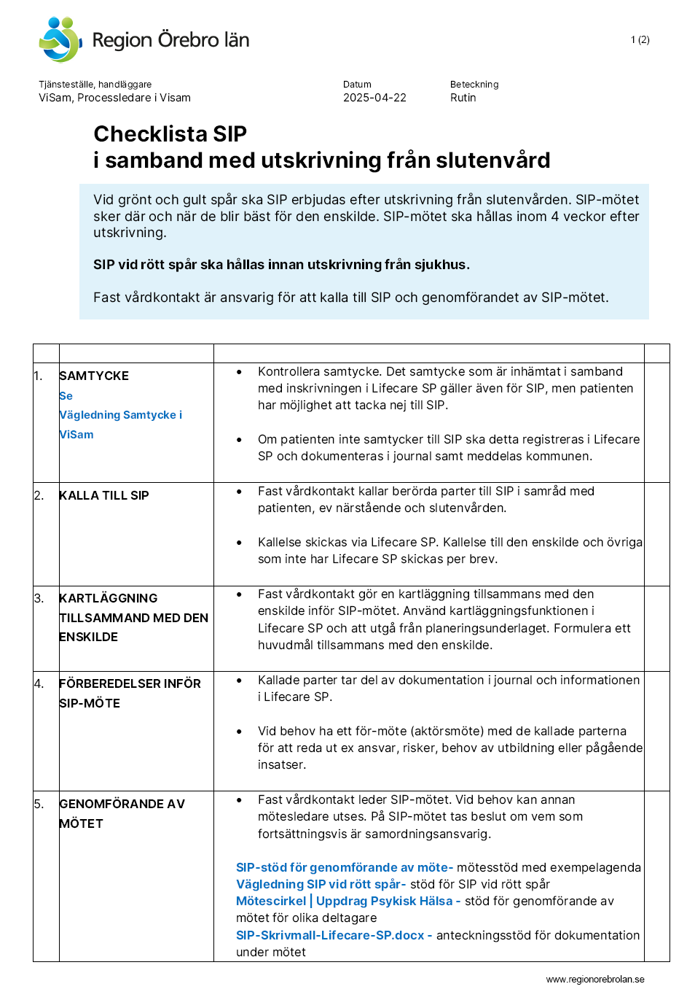 Region Örebro län
1 (2)
Tjänsteställe, handläggare
Datum
Beteckning
ViSam, Processledare i Visam
2025-04-22
Rutin
Checklista SIP
i samband med utskrivning från slutenvård
Vid grönt och gult spår ska SIP erbjudas efter utskrivning från slutenvården. SIP-mötet
sker där och när de blir bäst för den enskilde. SIP-mötet ska hållas inom 4 veckor efter
utskrivning.
SIP vid rött spår ska hållas innan utskrivning från sjukhus.
Fast vårdkontakt är ansvarig för att kalla till SIP och genomförandet av SIP-mötet.
1.
SAMTYCKE
Se
Vägledning Samtycke i
ViSam
• Kontrollera samtycke. Det samtycke som är inhämtat i samband
med inskrivningen i Lifecare SP gäller även för SIP, men patienten
har möjlighet att tacka nej till SIP.
• Om patienten inte samtycker till SIP ska detta registreras i Lifecare
SP och dokumenteras i journal samt meddelas kommunen.
2.
KALLA TILL SIP
• Fast vårdkontakt kallar berörda parter till SIP i samråd med
patienten, ev närstående och slutenvården.
• Kallelse skickas via Lifecare SP. Kallelse till den enskilde och övriga
som inte har Lifecare SP skickas per brev.
3.
KARTLÄGGNING
TILLSAMMAND MED DEN
ENSKILDE
• Fast vårdkontakt gör en kartläggning tillsammans med den
enskilde inför SIP-mötet. Använd kartläggningsfunktionen i
Lifecare SP och att utgå från planeringsunderlaget. Formulera ett
huvudmål tillsammans med den enskilde.
4.
FÖRBEREDELSER INFÖR
SIP-MÖTE
• Kallade parter tar del av dokumentation i journal och informationen
i Lifecare SP.
• Vid behov ha ett för-möte (aktörsmöte) med de kallade parterna
för att reda ut ex ansvar, risker, behov av utbildning eller pågående
insatser.
5.
GENOMFÖRANDE AV
MÖTET
• Fast vårdkontakt leder SIP-mötet. Vid behov kan annan
mötesledare utses. På SIP-mötet tas beslut om vem som
fortsättningsvis är samordningsansvarig.
SIP-stöd för genomförande av möte- mötesstöd med exempelagenda
Vägledning SIP vid rött spår- stöd för SIP vid rött spår
Mötescirkel | Uppdrag Psykisk Hälsa - stöd för genomförande av
mötet för olika deltagare
SIP-Skrivmall-Lifecare-SP.docx - anteckningsstöd för dokumentation
under mötet
www.regionorebrolan.se